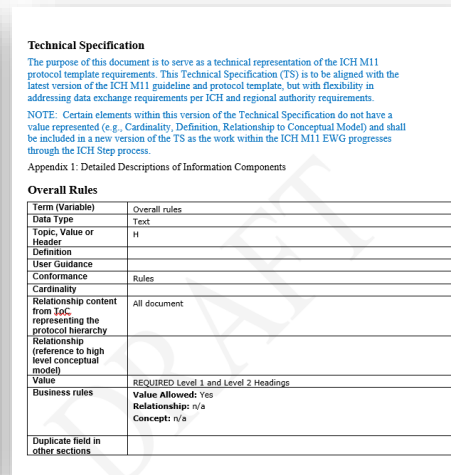 Technical Specification
The purpose of this document is to serve as a technical representation of the ICH M11
protocol template requirements. This Technical Specification (TS) is to be aligned with the
latest version of the ICH M11 guideline and protocol template, but with flexibility in
addressing data exchange requirements per ICH and regional authority requirements.
NOTE: Certain elements within this version of the Technical Specification do not have a
value represented (e.g., Cardinality, Definition, Relationship to Conceptual Model) and shall
be included in a new version of the TS as the work within the ICH M11 EWG progresses
through the ICH Step process.
Appendix 1: Detailed Descriptions of Information Components
Overall Rules
Term (Variable) Overall rules
Data Type Text
Topic, Value or H
Header
Definition
User Guidance
Conformance Rules
Cardinality
Relationship content All document
from ToC
representing the
protocol hierarchy
Relationship
(reference to high
level conceptual
model)
Value REQUIRED Level 1 and Level 2 Headings
Business rules Value Allowed: Yes
Relationship: n/a
Concept: n/a
Duplicate field in
other sections
DRAFT